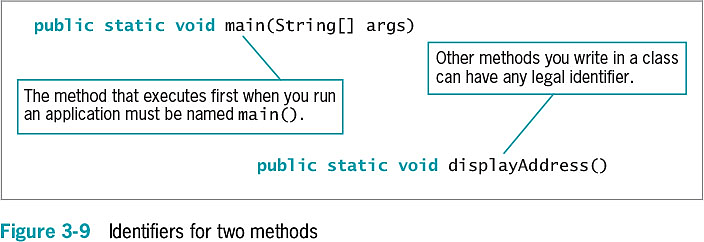 public static void main(String[] args)
Other methods you write in a class
can have any legal identifier.
The method that executes first when you run
an application must be named main().
public static void displayAddress()
Figure 3-9 Identifiers for two methods